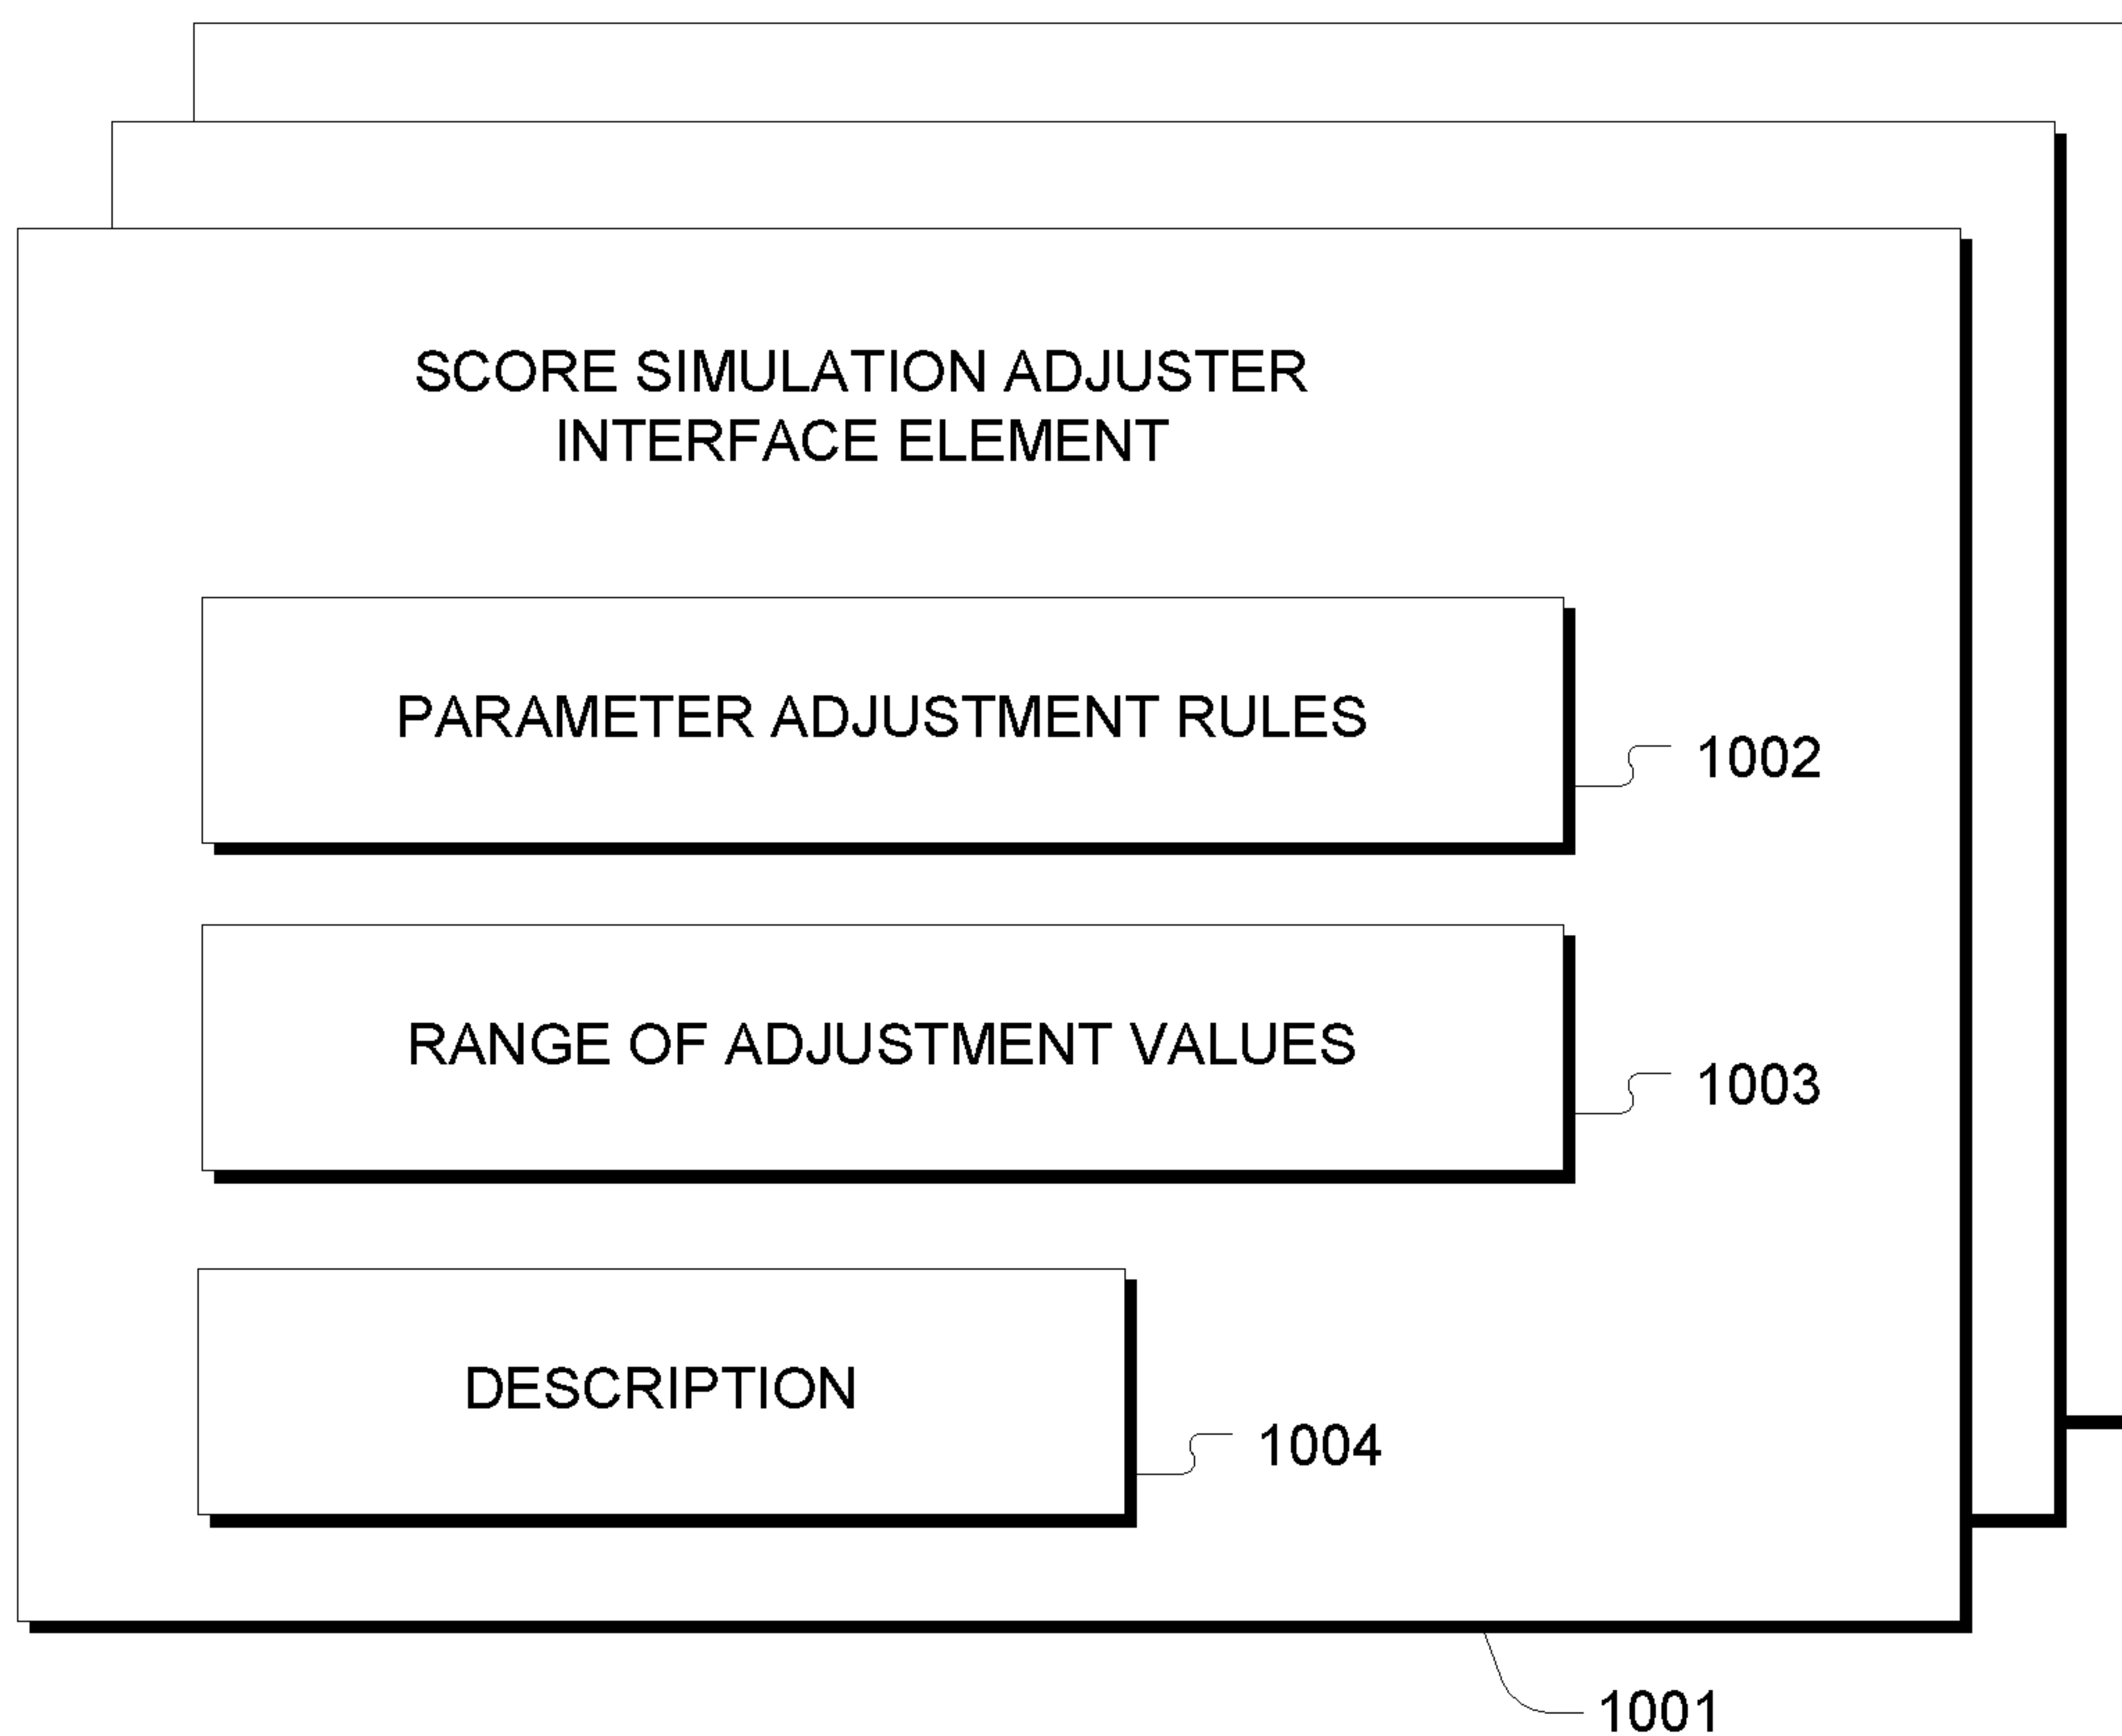 SCORE SIMULATION ADJUSTER
INTERFACE ELEMENT
PARAMETER ADJUSTMENT RULES
1002
RANGE OF ADJUSTMENT VALUES
1003
DESCRIPTION
1004
1001